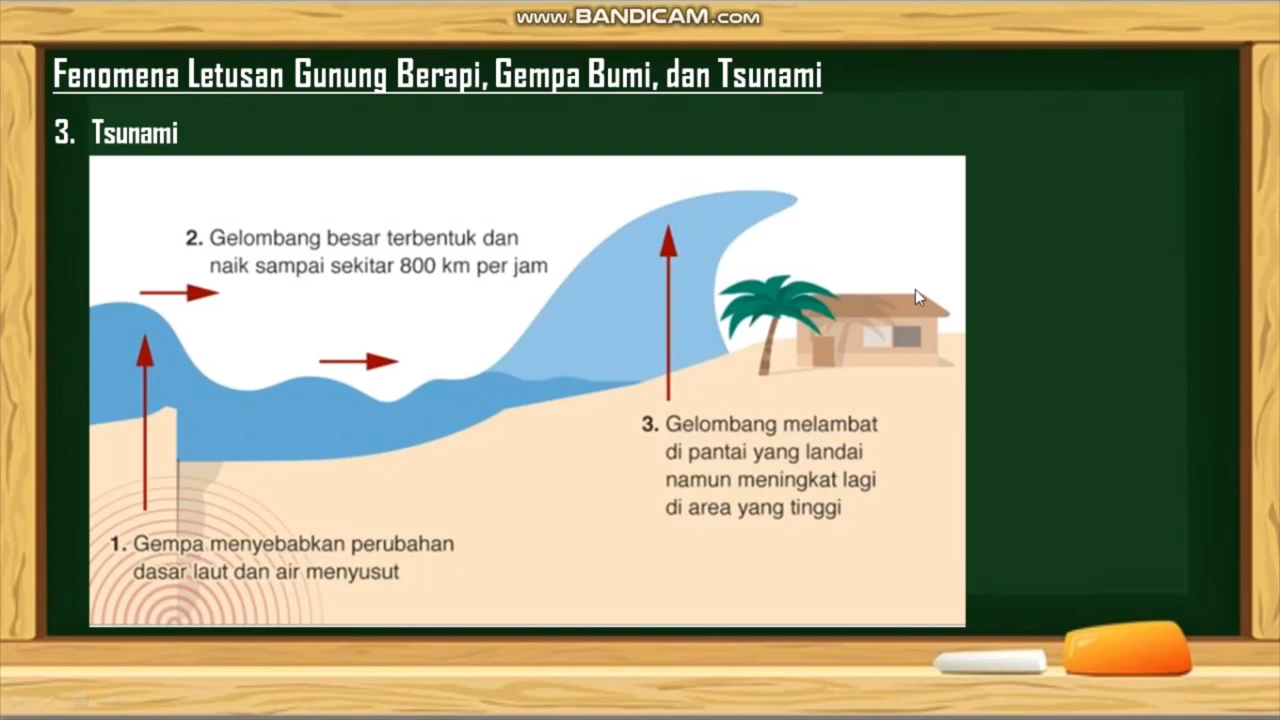 www.BANDICAM.com
Fenomena Letusan Gunung Berapi, Gempa Bumi, dan Tsunami
3. Tsunami
2. Gelombang besar terbentuk dan
naik sampai sekitar 800 km per jam
3. Gelombang melambat
di pantai yang landai
namun meningkat lagi
di area yang tinggi
1. Gempa menyebabkan perubahan
dasar laut dan air menyusut